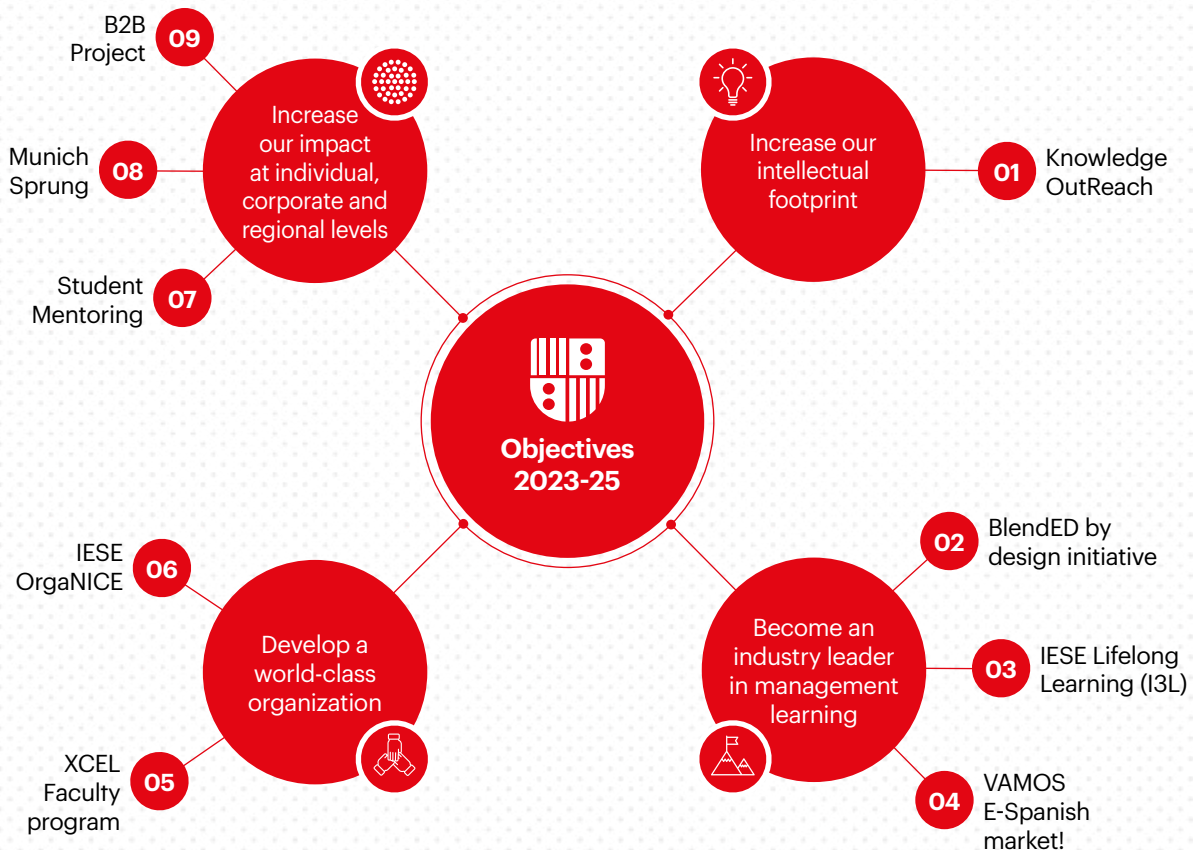 B2B
Project
09
Increase
our impact
at individual,
corporate and
regional levels
Munich
Sprung
08
Student
Mentoring
07
Increase our
intellectual
footprint
01
Knowledge
OutReach
Objectives
2023-25
IESE
OrgaNICE
06
Develop a
world-class
organization
XCEL
Faculty
program
05
Become an
industry leader
in management
learning
02
BlendED by
design initiative
03
IESE Lifelong
Learning (I3L)
04
VAMOS
E-Spanish
market!